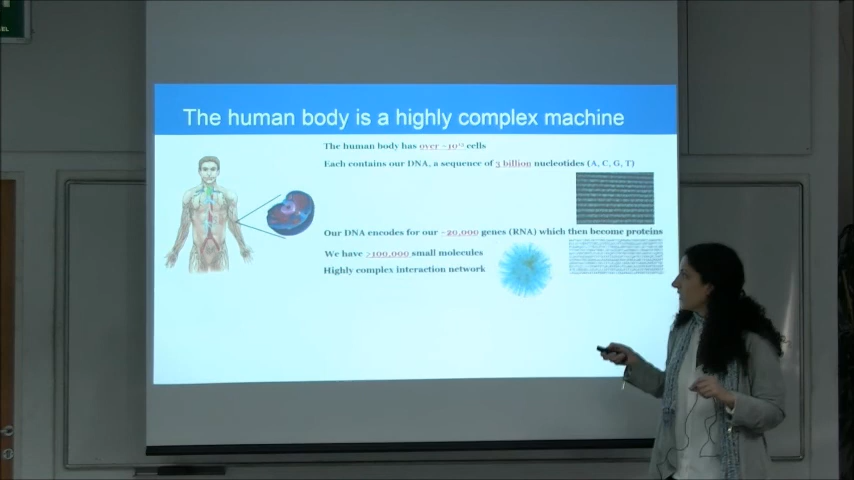 The human body is a highly complex machine
The human body has over ~10¹³ cells
Each contains our DNA, a sequence of 3 billion nucleotides (A, C, G, T)
Our DNA encodes for our ~20,000 genes (RNA) which then become proteins
We have >100,000 small molecules
Highly complex interaction network